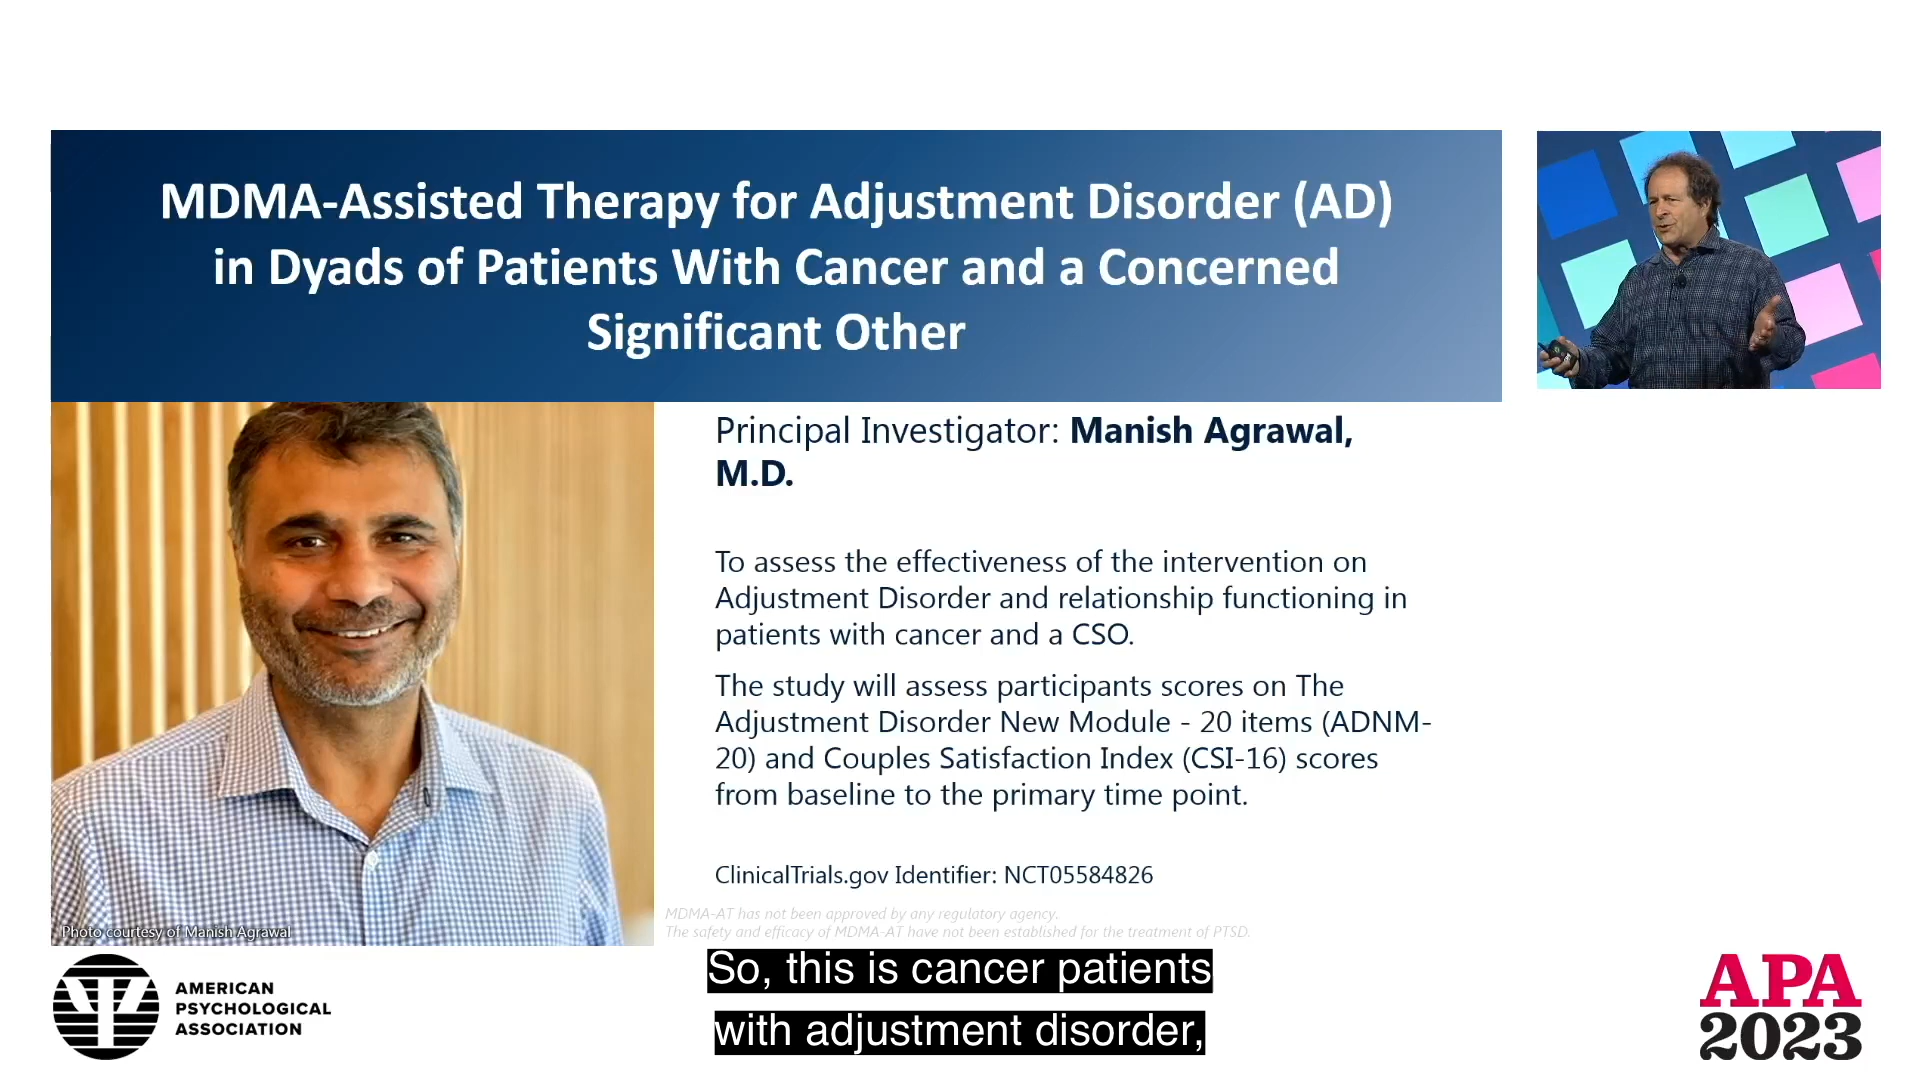 MDMA-Assisted Therapy for Adjustment Disorder (AD)
in Dyads of Patients With Cancer and a Concerned
Significant Other
Principal Investigator: Manish Agrawal,
M.D.
To assess the effectiveness of the intervention on
Adjustment Disorder and relationship functioning in
patients with cancer and a CSO.
The study will assess participants scores on The
Adjustment Disorder New Module - 20 items (ADNM-
20) and Couples Satisfaction Index (CSI-16) scores
from baseline to the primary time point.
ClinicalTrials.gov Identifier: NCT05584826
MDMA-AT has not been approved by any regulatory agency.
The safety and efficacy of MDMA-AT have not been established for the treatment of PTSD.
Photo courtesy of Manish Agrawal
So, this is cancer patients
with adjustment disorder,
AMERICAN
PSYCHOLOGICAL
ASSOCIATION
APA
2023